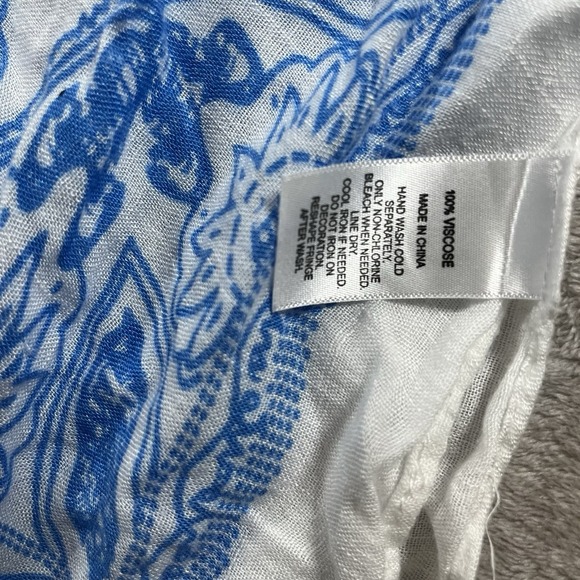 100% VISCOSE
MADE IN CHINA
HAND WASH COLD
SEPARATELY.
ONLY NON-CHLORINE
BLEACH WHEN NEEDED.
LINE DRY.
COOL IRON IF NEEDED.
DO NOT IRON ON
DECORATION.
RESHAPE FRINGE
AFTER WASH.